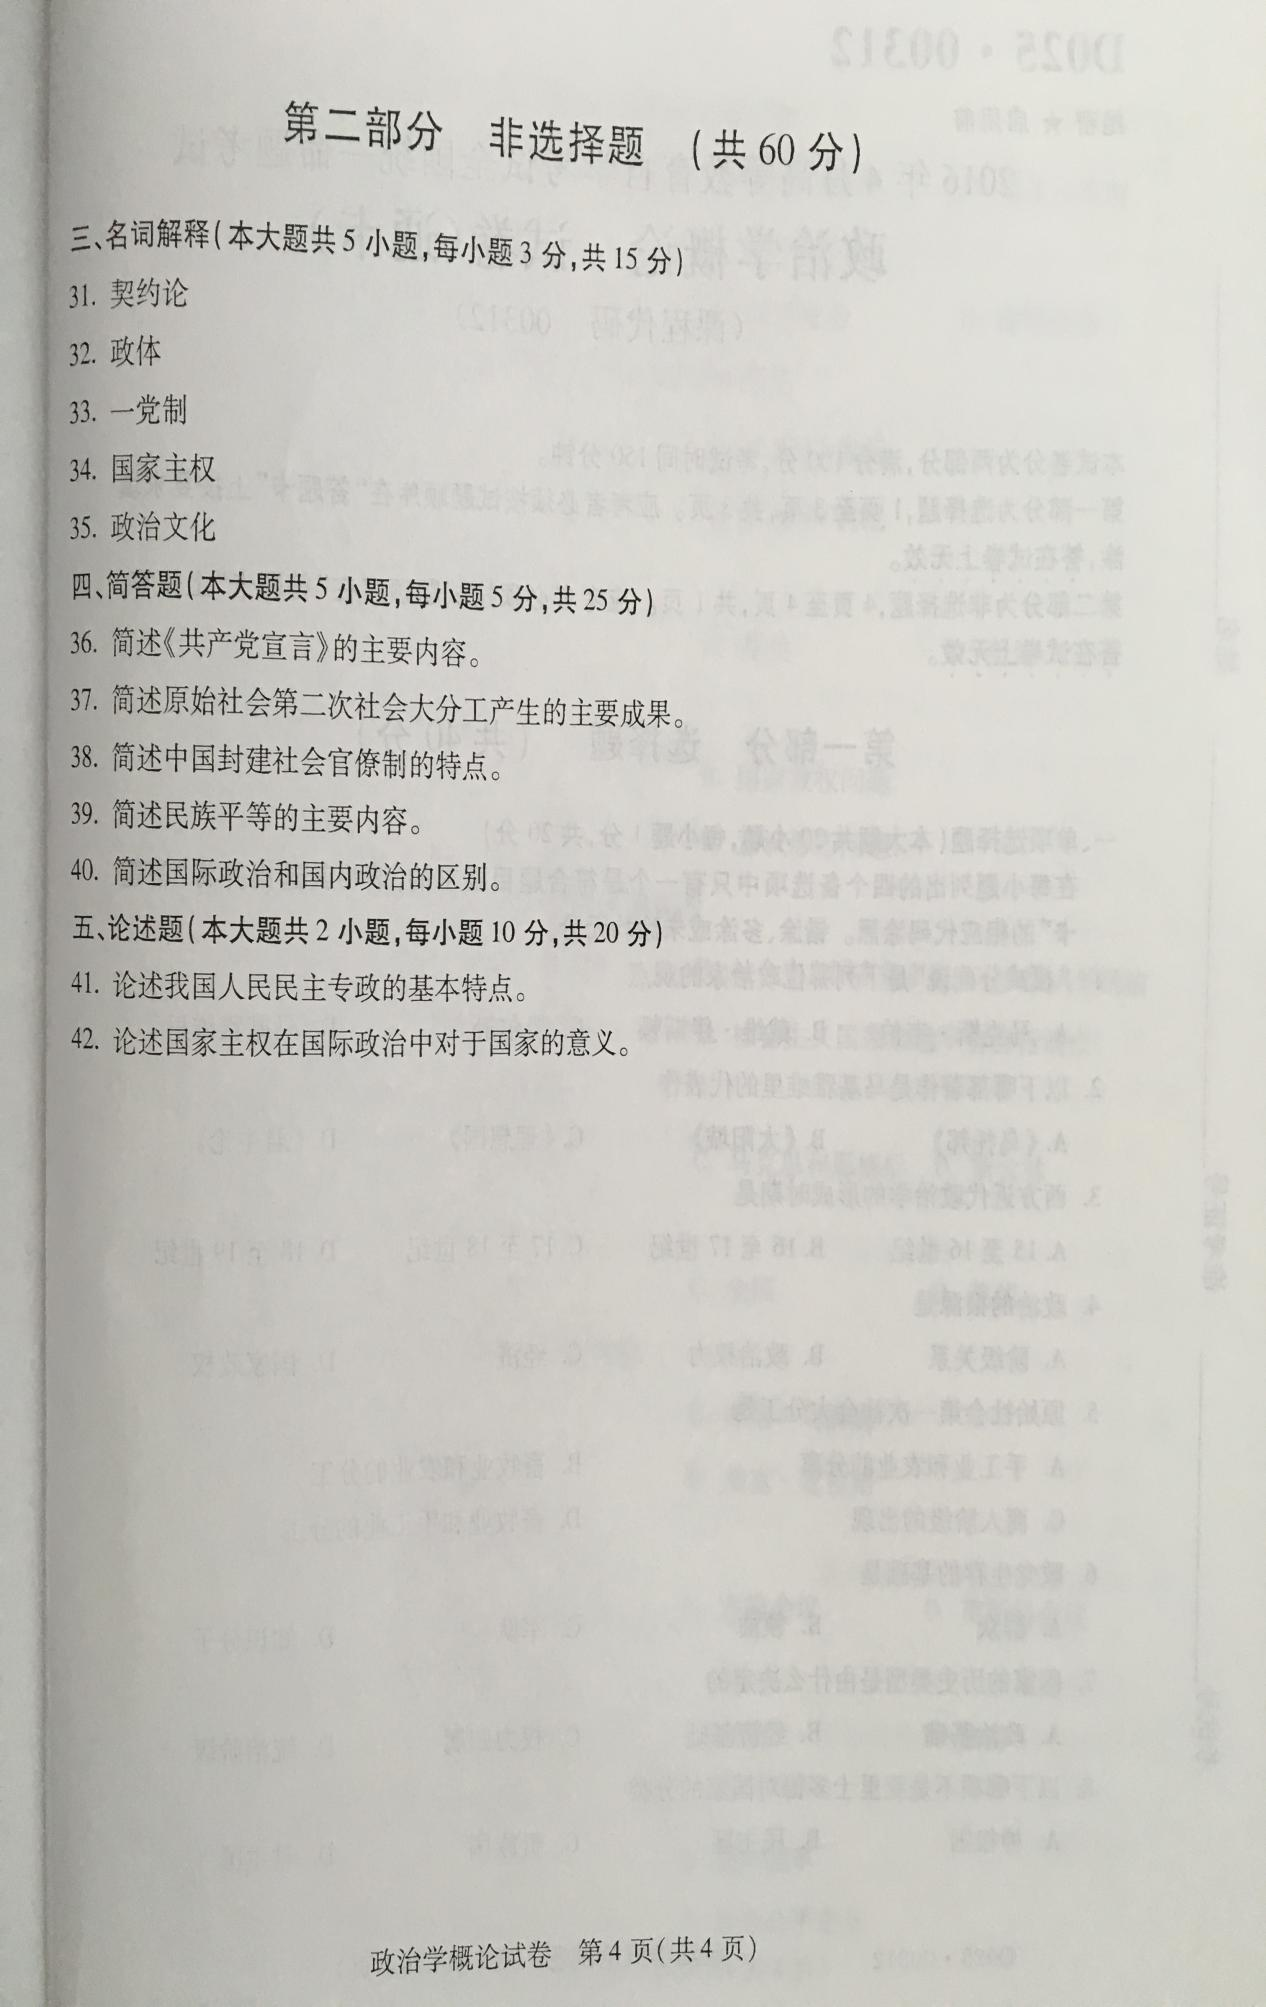 第二部分 非选择题 (共60分)
三、名词解释(本大题共5小题,每小题3分,共15分)
31. 契约论
32. 政体
33. 一党制
34. 国家主权
35. 政治文化
四、简答题(本大题共5小题,每小题5分,共25分)
36. 简述《共产党宣言》的主要内容。
37. 简述原始社会第二次社会大分工产生的主要成果。
38. 简述中国封建社会官僚制的特点。
39. 简述民族平等的主要内容。
40. 简述国际政治和国内政治的区别。
五、论述题(本大题共2小题,每小题10分,共20分)
41. 论述我国人民民主专政的基本特点。
42. 论述国家主权在国际政治中对于国家的意义。
政治学概论试卷 第4页(共4页)